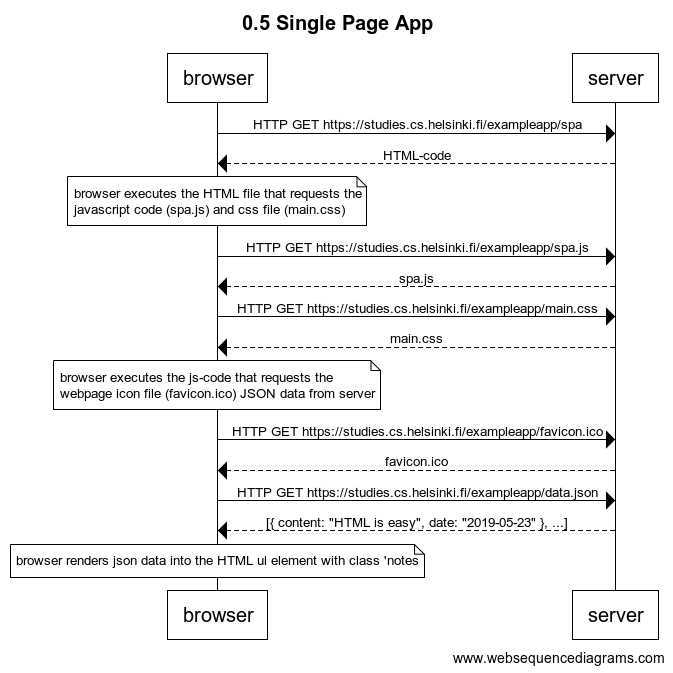 0.5 Single Page App
browser
server
HTTP GET https://studies.cs.helsinki.fi/exampleapp/spa
HTML-code
browser executes the HTML file that requests the
javascript code (spa.js) and css file (main.css)
HTTP GET https://studies.cs.helsinki.fi/exampleapp/spa.js
spa.js
HTTP GET https://studies.cs.helsinki.fi/exampleapp/main.css
main.css
browser executes the js-code that requests the
webpage icon file (favicon.ico) JSON data from server
HTTP GET https://studies.cs.helsinki.fi/exampleapp/favicon.ico
favicon.ico
HTTP GET https://studies.cs.helsinki.fi/exampleapp/data.json
[{ content: "HTML is easy", date: "2019-05-23" }, ...]
browser renders json data into the HTML ul element with class 'notes
browser
server
www.websequencediagrams.com